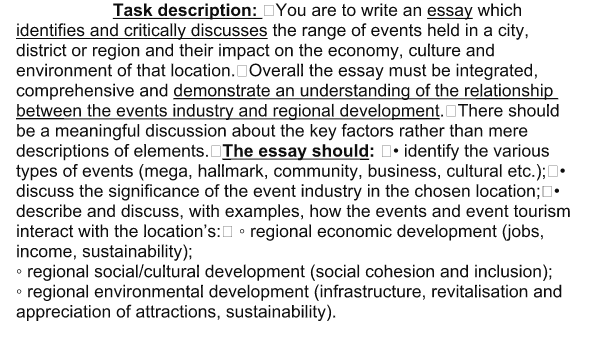 Task description: □You are to write an essay which
identifies and critically discusses the range of events held in a city,
district or region and their impact on the economy, culture and
environment of that location.□Overall the essay must be integrated,
comprehensive and demonstrate an understanding of the relationship
between the events industry and regional development.□There should
be a meaningful discussion about the key factors rather than mere
descriptions of elements.□The essay should: □• identify the various
types of events (mega, hallmark, community, business, cultural etc.);□•
discuss the significance of the event industry in the chosen location;□•
describe and discuss, with examples, how the events and event tourism
interact with the location's:□ ◦ regional economic development (jobs,
income, sustainability);
◦ regional social/cultural development (social cohesion and inclusion);
◦ regional environmental development (infrastructure, revitalisation and
appreciation of attractions, sustainability).